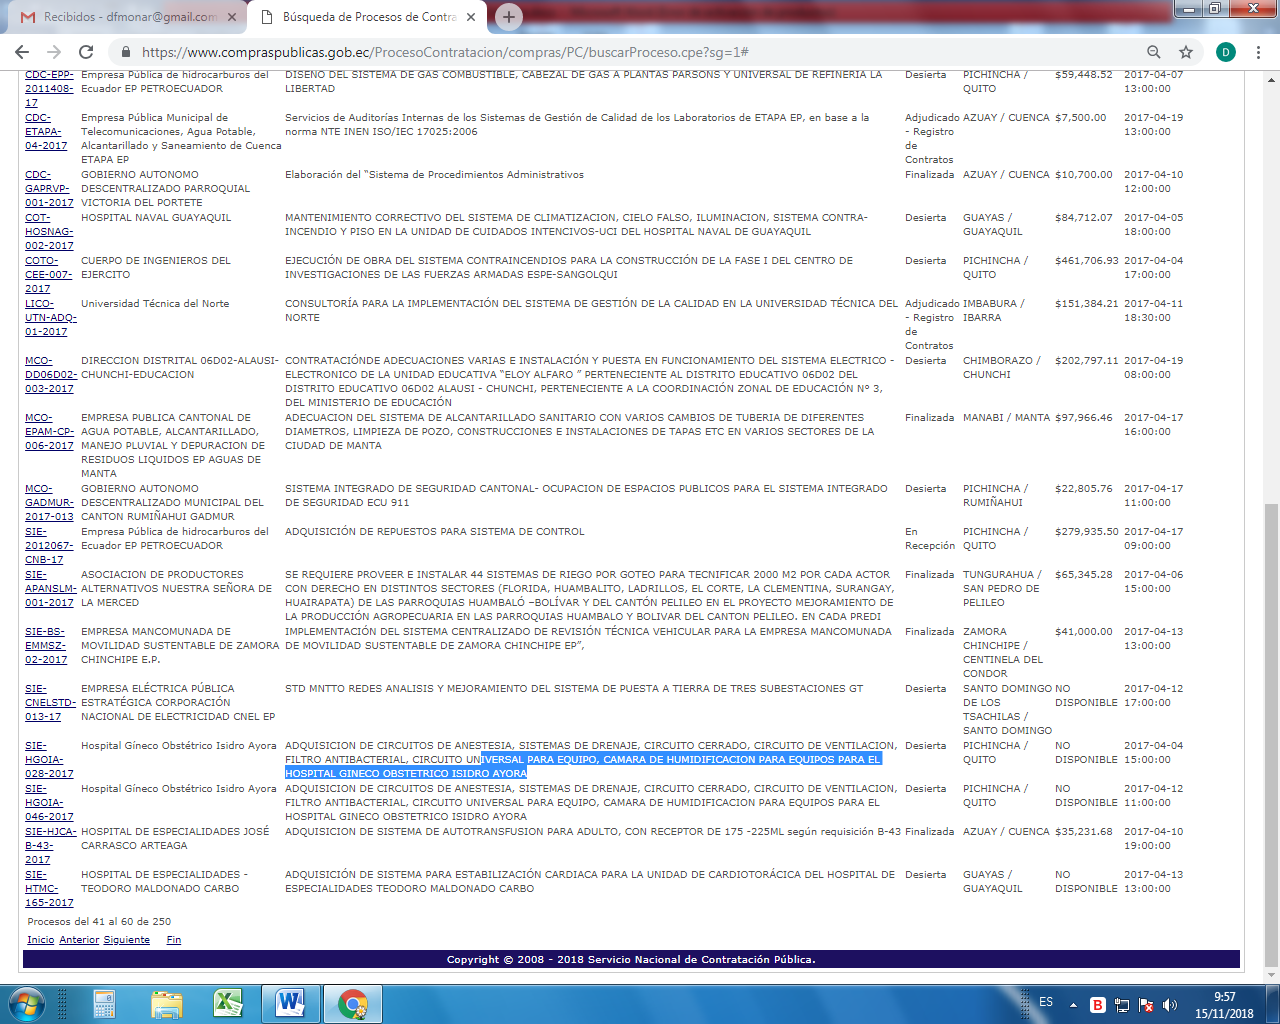 Recibidos - dfmonar@gmail.com
Búsqueda de Procesos de Contra
https://www.compraspublicas.gob.ec/ProcesoContratacion/compras/PC/buscarProceso.cpe?sg=1#
D
CDC-EPP- Empresa Pública de hidrocarburos del DISEÑO DEL SISTEMA DE GAS COMBUSTIBLE, CABEZAL DE GAS A PLANTAS PARSONS Y UNIVERSAL DE REFINERIA LA Desierta PICHINCHA / $59,448.52 2017-04-07
2011408- Ecuador EP PETROECUADOR LIBERTAD QUITO 13:00:00
17
CDC- Empresa Pública Municipal de Servicios de Auditorías Internas de los Sistemas de Gestión de Calidad de los Laboratorios de ETAPA EP, en base a la Adjudicado AZUAY / CUENCA $7,500.00 2017-04-19
ETAPA- Telecomunicaciones, Agua Potable, norma NTE INEN ISO/IEC 17025:2006 - Registro 13:00:00
04-2017 Alcantarillado y Saneamiento de Cuenca de
ETAPA EP Contratos
CDC- GOBIERNO AUTONOMO Elaboración del “Sistema de Procedimientos Administrativos Finalizada AZUAY / CUENCA $10,700.00 2017-04-10
GAPRVP- DESCENTRALIZADO PARROQUIAL 12:00:00
001-2017 VICTORIA DEL PORTETE
COT- HOSPITAL NAVAL GUAYAQUIL MANTENIMIENTO CORRECTIVO DEL SISTEMA DE CLIMATIZACION, CIELO FALSO, ILUMINACION, SISTEMA CONTRA- Desierta GUAYAS / $84,712.07 2017-04-05
HOSNAG- INCENDIO Y PISO EN LA UNIDAD DE CUIDADOS INTENCIVOS-UCI DEL HOSPITAL NAVAL DE GUAYAQUIL GUAYAQUIL 18:00:00
002-2017
COTO- CUERPO DE INGENIEROS DEL EJECUCIÓN DE OBRA DEL SISTEMA CONTRAINCENDIOS PARA LA CONSTRUCCIÓN DE LA FASE I DEL CENTRO DE Desierta PICHINCHA / $461,706.93 2017-04-04
CEE-007- EJERCITO INVESTIGACIONES DE LAS FUERZAS ARMADAS ESPE-SANGOLQUI QUITO 17:00:00
2017
LICO- Universidad Técnica del Norte CONSULTORÍA PARA LA IMPLEMENTACIÓN DEL SISTEMA DE GESTIÓN DE LA CALIDAD EN LA UNIVERSIDAD TÉCNICA DEL Adjudicado IMBABURA / $151,384.21 2017-04-11
UTN-ADQ- NORTE - Registro IBARRA 18:30:00
01-2017 de
Contratos
MCO- DIRECCION DISTRITAL 06D02-ALAUSI- CONTRATACIÓNDE ADECUACIONES VARIAS E INSTALACIÓN Y PUESTA EN FUNCIONAMIENTO DEL SISTEMA ELECTRICO - Desierta CHIMBORAZO / $202,797.11 2017-04-19
DD06D02- CHUNCHI-EDUCACION ELECTRONICO DE LA UNIDAD EDUCATIVA “ELOY ALFARO ” PERTENECIENTE AL DISTRITO EDUCATIVO 06D02 DEL CHUNCHI 08:00:00
003-2017 DISTRITO EDUCATIVO 06D02 ALAUSI - CHUNCHI, PERTENECIENTE A LA COORDINACIÓN ZONAL DE EDUCACIÓN Nº 3,
DEL MINISTERIO DE EDUCACIÓN
MCO- EMPRESA PUBLICA CANTONAL DE ADECUACION DEL SISTEMA DE ALCANTARILLADO SANITARIO CON VARIOS CAMBIOS DE TUBERIA DE DIFERENTES Finalizada MANABI / MANTA $97,966.46 2017-04-17
EPAM-CP- AGUA POTABLE, ALCANTARILLADO, DIAMETROS, LIMPIEZA DE POZO, CONSTRUCCIONES E INSTALACIONES DE TAPAS ETC EN VARIOS SECTORES DE LA 16:00:00
006-2017 MANEJO PLUVIAL Y DEPURACION DE CIUDAD DE MANTA
RESIDUOS LIQUIDOS EP AGUAS DE
MANTA
MCO- GOBIERNO AUTONOMO SISTEMA INTEGRADO DE SEGURIDAD CANTONAL- OCUPACION DE ESPACIOS PUBLICOS PARA EL SISTEMA INTEGRADO Desierta PICHINCHA / $22,805.76 2017-04-17
GADMUR- DESCENTRALIZADO MUNICIPAL DEL DE SEGURIDAD ECU 911 RUMIÑAHUI 11:00:00
2017-013 CANTON RUMIÑAHUI GADMUR
SIE- Empresa Pública de hidrocarburos del ADQUISICIÓN DE REPUESTOS PARA SISTEMA DE CONTROL En PICHINCHA / $279,935.50 2017-04-17
2012067- Ecuador EP PETROECUADOR Recepción QUITO 09:00:00
CNB-17
SIE- ASOCIACION DE PRODUCTORES SE REQUIERE PROVEER E INSTALAR 44 SISTEMAS DE RIEGO POR GOTEO PARA TECNIFICAR 2000 M2 POR CADA ACTOR Finalizada TUNGURAHUA / $65,345.28 2017-04-06
APANSLM- ALTERNATIVOS NUESTRA SEÑORA DE CON DERECHO EN DISTINTOS SECTORES (FLORIDA, HUAMBALITO, LADRILLOS, EL CORTE, LA CLEMENTINA, SURANGAY, SAN PEDRO DE 15:00:00
001-2017 LA MERCED HUAIRAPATA) DE LAS PARROQUIAS HUAMBALÓ –BOLÍVAR Y DEL CANTÓN PELILEO EN EL PROYECTO MEJORAMIENTO DE PELILEO
LA PRODUCCIÓN AGROPECUARIA EN LAS PARROQUIAS HUAMBALO Y BOLIVAR DEL CANTON PELILEO. EN CADA PREDI
SIE-BS- EMPRESA MANCOMUNADA DE IMPLEMENTACIÓN DEL SISTEMA CENTRALIZADO DE REVISIÓN TÉCNICA VEHICULAR PARA LA EMPRESA MANCOMUNADA Finalizada ZAMORA $41,000.00 2017-04-13
EMMSZ- MOVILIDAD SUSTENTABLE DE ZAMORA DE MOVILIDAD SUSTENTABLE DE ZAMORA CHINCHIPE EP”, CHINCHIPE / 13:00:00
02-2017 CHINCHIPE E.P. CENTINELA DEL
CONDOR
SIE- EMPRESA ELÉCTRICA PÚBLICA STD MNTTO REDES ANALISIS Y MEJORAMIENTO DEL SISTEMA DE PUESTA A TIERRA DE TRES SUBESTACIONES GT Desierta SANTO DOMINGO NO 2017-04-12
CNELSTD- ESTRATÉGICA CORPORACIÓN DE LOS DISPONIBLE 17:00:00
013-17 NACIONAL DE ELECTRICIDAD CNEL EP TSACHILAS /
SANTO DOMINGO
SIE- Hospital Gíneco Obstétrico Isidro Ayora ADQUISICION DE CIRCUITOS DE ANESTESIA, SISTEMAS DE DRENAJE, CIRCUITO CERRADO, CIRCUITO DE VENTILACION, Desierta PICHINCHA / NO 2017-04-04
HGOIA- FILTRO ANTIBACTERIAL, CIRCUITO UNIVERSAL PARA EQUIPO, CAMARA DE HUMIDIFICACION PARA EQUIPOS PARA EL QUITO DISPONIBLE 15:00:00
028-2017 HOSPITAL GINECO OBSTETRICO ISIDRO AYORA
SIE- Hospital Gíneco Obstétrico Isidro Ayora ADQUISICION DE CIRCUITOS DE ANESTESIA, SISTEMAS DE DRENAJE, CIRCUITO CERRADO, CIRCUITO DE VENTILACION, Desierta PICHINCHA / NO 2017-04-12
HGOIA- FILTRO ANTIBACTERIAL, CIRCUITO UNIVERSAL PARA EQUIPO, CAMARA DE HUMIDIFICACION PARA EQUIPOS PARA EL QUITO DISPONIBLE 11:00:00
046-2017 HOSPITAL GINECO OBSTETRICO ISIDRO AYORA
SIE-HJCA- HOSPITAL DE ESPECIALIDADES JOSÉ ADQUISICION DE SISTEMA DE AUTOTRANSFUSION PARA ADULTO, CON RECEPTOR DE 175 -225ML según requisición B-43 Finalizada AZUAY / CUENCA $35,231.68 2017-04-10
B-43- CARRASCO ARTEAGA 19:00:00
2017
SIE- HOSPITAL DE ESPECIALIDADES - ADQUISICIÓN DE SISTEMA PARA ESTABILIZACIÓN CARDIACA PARA LA UNIDAD DE CARDIOTORÁCICA DEL HOSPITAL DE Desierta GUAYAS / NO 2017-04-13
HTMC- TEODORO MALDONADO CARBO ESPECIALIDADES TEODORO MALDONADO CARBO GUAYAQUIL DISPONIBLE 13:00:00
165-2017
Procesos del 41 al 60 de 250
Inicio Anterior Siguiente Fin
Copyright © 2008 - 2018 Servicio Nacional de Contratación Pública.
ES
B
9:57
15/11/2018